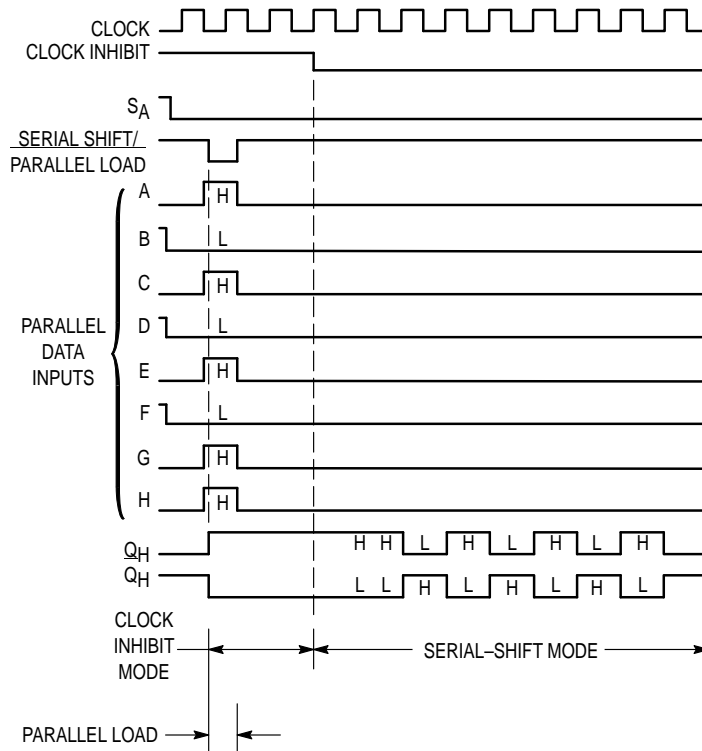 CLOCK
CLOCK INHIBIT
SA
SERIAL SHIFT/
PARALLEL LOAD
A H
B L
C H
D L
PARALLEL
DATA
INPUTS
E H
F L
G H
H H
QH H H L H L H L H
QH L L H L H L H L
CLOCK
INHIBIT
MODE
SERIAL–SHIFT MODE
PARALLEL LOAD